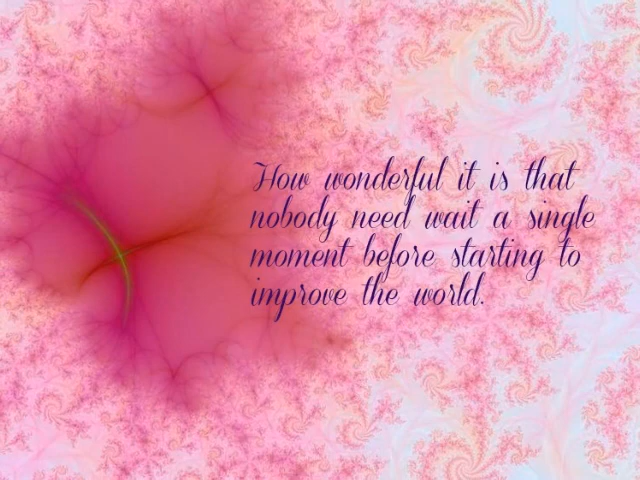 How wonderful it is that
nobody need wait a single
moment before starting to
improve the world.